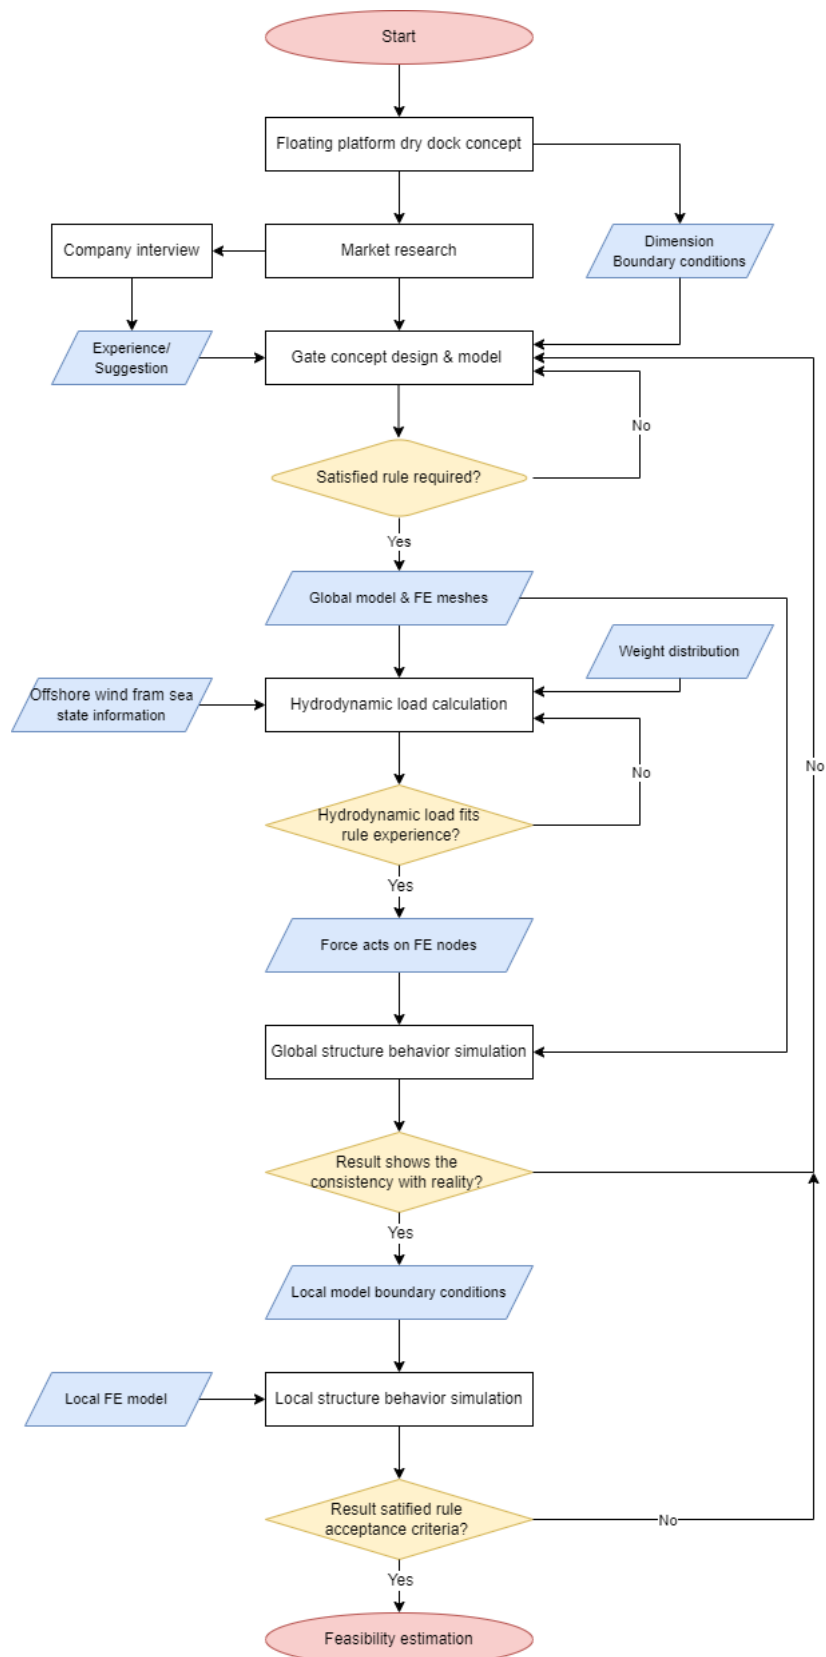 Start
Floating platform dry dock concept
Company interview
Market research
Dimension
Boundary conditions
Experience/
Suggestion
Gate concept design & model
No
Satisfied rule required?
Yes
Global model & FE meshes
Weight distribution
Offshore wind fram sea
state information
Hydrodynamic load calculation
No
No
Hydrodynamic load fits
rule experience?
Yes
Force acts on FE nodes
Global structure behavior simulation
Result shows the
consistency with reality?
Yes
Local model boundary conditions
Local FE model
Local structure behavior simulation
Result satified rule
acceptance criteria?
No
Yes
Feasibility estimation